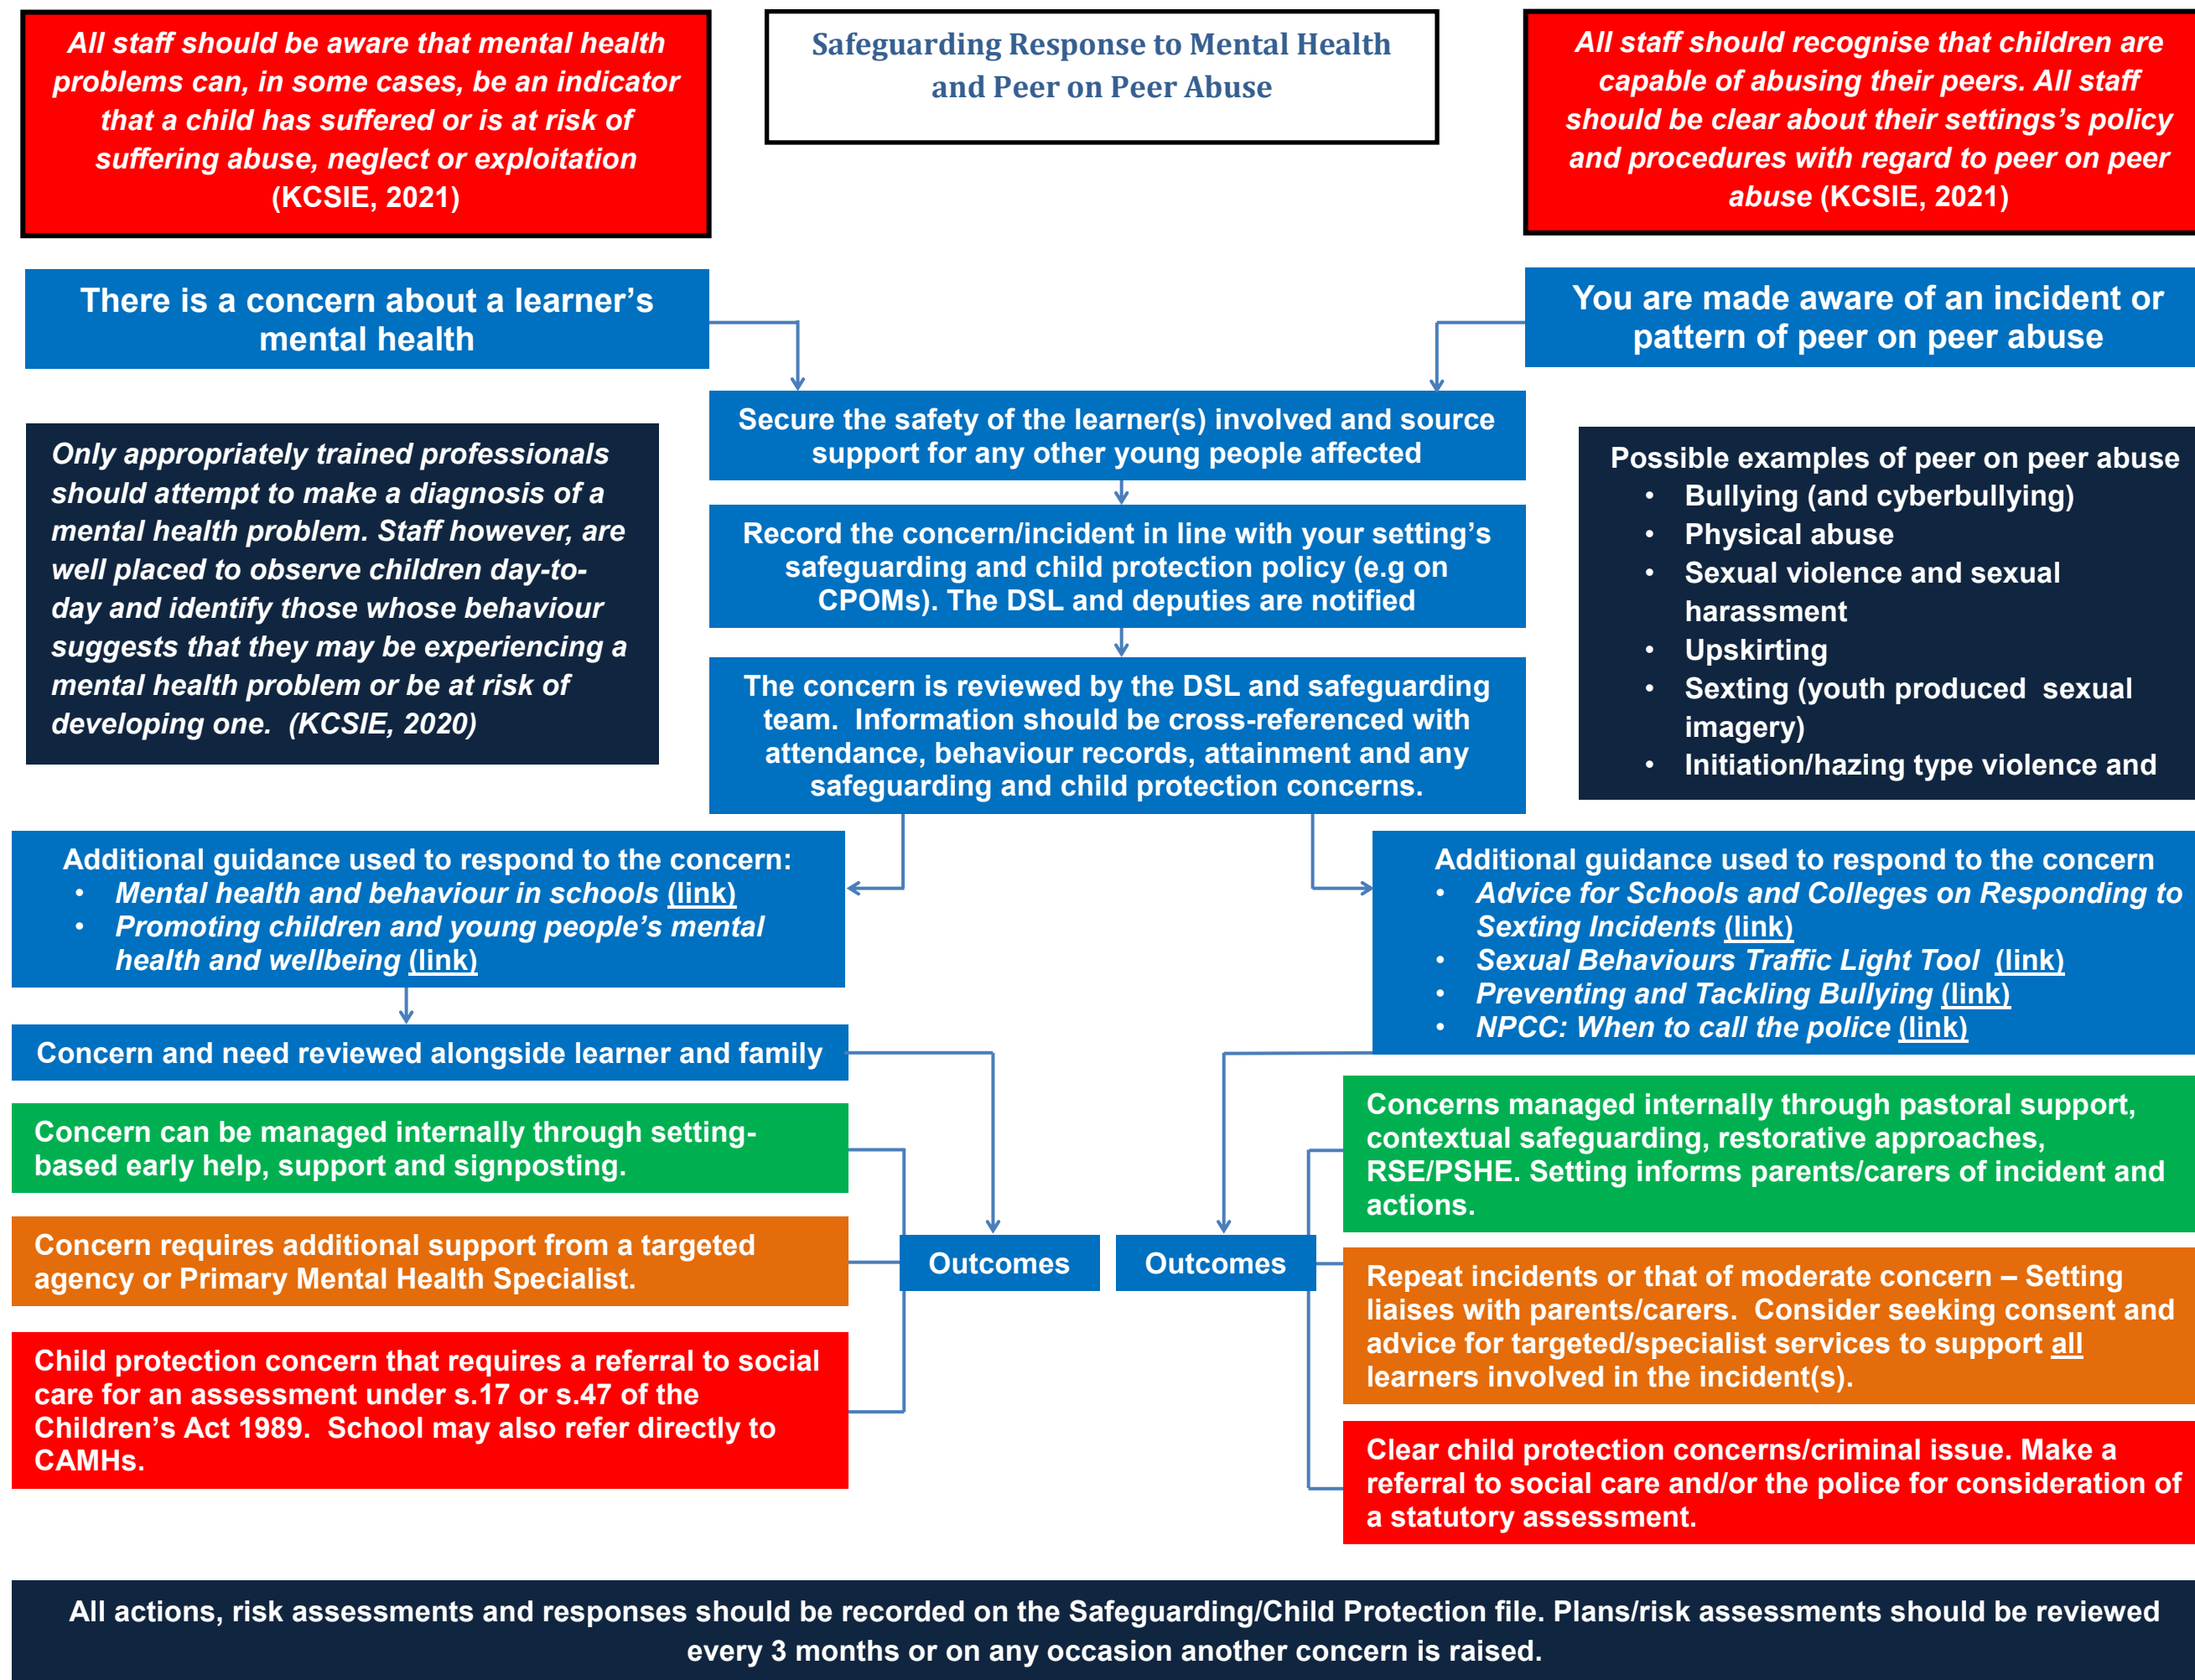 All staff should be aware that mental health
problems can, in some cases, be an indicator
that a child has suffered or is at risk of
suffering abuse, neglect or exploitation
(KCSIE, 2021)
Safeguarding Response to Mental Health
and Peer on Peer Abuse
All staff should recognise that children are
capable of abusing their peers. All staff
should be clear about their settings's policy
and procedures with regard to peer on peer
abuse (KCSIE, 2021)
There is a concern about a learner’s
mental health
You are made aware of an incident or
pattern of peer on peer abuse
Secure the safety of the learner(s) involved and source
support for any other young people affected
Only appropriately trained professionals
should attempt to make a diagnosis of a
mental health problem. Staff however, are
well placed to observe children day-to-
day and identify those whose behaviour
suggests that they may be experiencing a
mental health problem or be at risk of
developing one.  (KCSIE, 2020)
Record the concern/incident in line with your setting’s
safeguarding and child protection policy (e.g on
CPOMs). The DSL and deputies are notified
The concern is reviewed by the DSL and safeguarding
team.  Information should be cross-referenced with
attendance, behaviour records, attainment and any
safeguarding and child protection concerns.
Possible examples of peer on peer abuse
• Bullying (and cyberbullying)
• Physical abuse
• Sexual violence and sexual
harassment
• Upskirting
• Sexting (youth produced  sexual
imagery)
• Initiation/hazing type violence and
Additional guidance used to respond to the concern:
• Mental health and behaviour in schools (link)
• Promoting children and young people’s mental
health and wellbeing (link)
Additional guidance used to respond to the concern
• Advice for Schools and Colleges on Responding to
Sexting Incidents (link)
• Sexual Behaviours Traffic Light Tool  (link)
• Preventing and Tackling Bullying (link)
• NPCC: When to call the police (link)
Concern and need reviewed alongside learner and family
Concern can be managed internally through setting-
based early help, support and signposting.
Concern requires additional support from a targeted
agency or Primary Mental Health Specialist.
Child protection concern that requires a referral to social
care for an assessment under s.17 or s.47 of the
Children’s Act 1989.  School may also refer directly to
CAMHs.
Outcomes
Outcomes
Concerns managed internally through pastoral support,
contextual safeguarding, restorative approaches,
RSE/PSHE. Setting informs parents/carers of incident and
actions.
Repeat incidents or that of moderate concern – Setting
liaises with parents/carers.  Consider seeking consent and
advice for targeted/specialist services to support all
learners involved in the incident(s).
Clear child protection concerns/criminal issue. Make a
referral to social care and/or the police for consideration of
a statutory assessment.
All actions, risk assessments and responses should be recorded on the Safeguarding/Child Protection file. Plans/risk assessments should be reviewed
every 3 months or on any occasion another concern is raised.